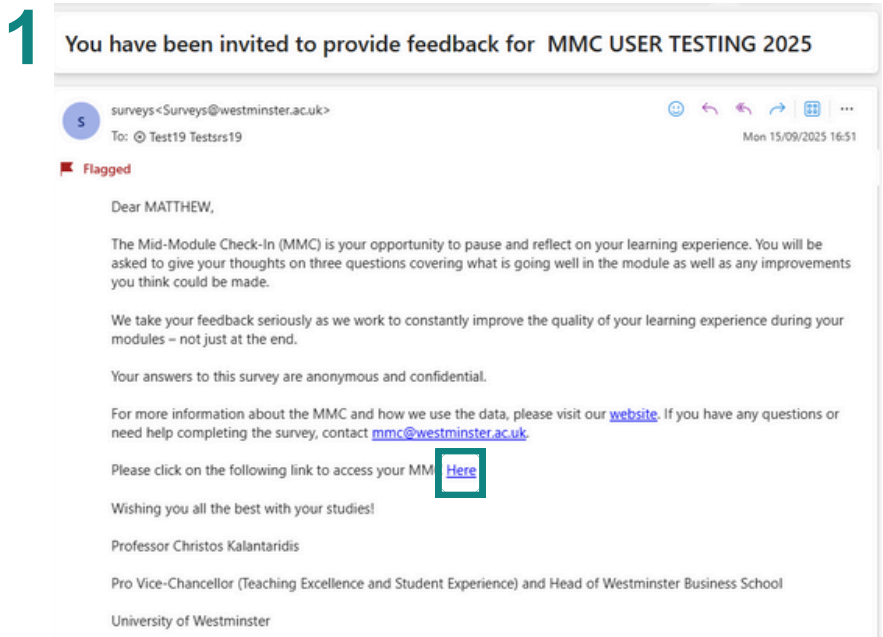 1
You have been invited to provide feedback for MMC USER TESTING 2025
S
surveys<Surveys@westminster.ac.uk>
To: Test19 Testsrs19
Mon 15/09/2025 16:51
Flagged
Dear MATTHEW,
The Mid-Module Check-In (MMC) is your opportunity to pause and reflect on your learning experience. You will be
asked to give your thoughts on three questions covering what is going well in the module as well as any improvements
you think could be made.
We take your feedback seriously as we work to constantly improve the quality of your learning experience during your
modules – not just at the end.
Your answers to this survey are anonymous and confidential.
For more information about the MMC and how we use the data, please visit our website. If you have any questions or
need help completing the survey, contact mmc@westminster.ac.uk.
Please click on the following link to access your MM Here
Wishing you all the best with your studies!
Professor Christos Kalantaridis
Pro Vice-Chancellor (Teaching Excellence and Student Experience) and Head of Westminster Business School
University of Westminster